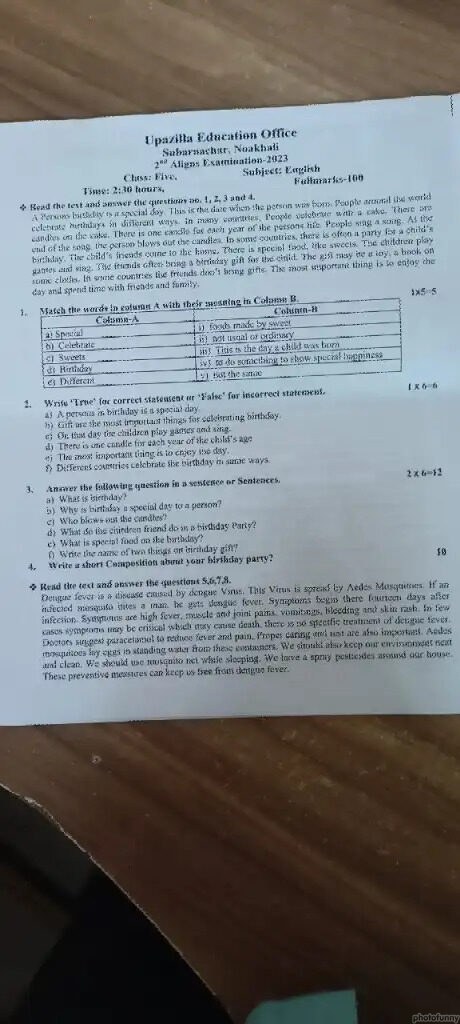 Upazilla Education Office
Subarnachar, Noakhali
2nd Aligns Examination-2023
Class: Five, Subject: English
Time: 2:30 hours, Fullmarks-100
❖ Read the text and answer the questions no. 1, 2, 3 and 4.
A Persons birthday is a special day. This is the date when the person was born. People around the world
celebrate birthdays in different ways. In many countries, People celebrate with a cake. There are
candles on the cake. There is one candle for each year of the persons life. People sing a song. At the
end of the song, the person blows out the candles. In some countries, there is often a party for a child's
birthday. The child's friends come to the home. There is special food, like sweets. The children play
games and sing. The friends often bring a birthday gift for the child. The gift may be a toy, a book or
some cloths. In some countries the friends don't bring gifts. The most important thing is to enjoy the
day and spend time with friends and family.
1. Match the words in column A with their meaning in Column B. 1x5=5
Column-A Column-B
a) Special i) foods made by sweet
b) Celebrate ii) not usual or ordinary
c) Sweets iii) This is the day a child was born
d) Birthday iv) to do something to show special happiness
e) Different v) Not the same
2. Write 'True' for correct statement or 'False' for incorrect statement. 1 x 6=6
a) A persons in birthday is a special day.
b) Gift are the most important things for celebrating birthday.
c) On that day the children play games and sing.
d) There is one candle for each year of the child's age
e) The most important thing is to enjoy the day.
f) Different countries celebrate the birthday in same ways.
3. Answer the following question in a sentence or Sentences. 2 x 6=12
a) What is birthday?
b) Why is birthday a special day to a person?
c) Who blows out the candles?
d) What do the children friend do in a birthday Party?
e) What is special food on the birthday?
f) Write the name of two things on birthday gift?
4. Write a short Composition about your birthday party? 10
❖ Read the text and answer the questions 5,6,7,8.
Dengue fever is a disease caused by dengue Virus. This Virus is spread by Aedes Mosquitoes. If an
infected mosquito bites a man, he gets dengue fever. Symptoms begin there fourteen days after
infection. Symptoms are high fever, muscle and joint pains, vomitings, bleeding and skin rash. In few
cases symptoms may be critical which may cause death. there is no specific treatment of dengue fever.
Doctors suggest paracetamol to reduce fever and pain. Proper caring and rest are also important. Aedes
mosquitoes lay eggs in standing water from these containers. We should also keep our environment neat
and clean. We should use mosquito net while sleeping. We have a spray pesticides around our house.
These preventive measures can keep us free from dengue fever.
photofunny